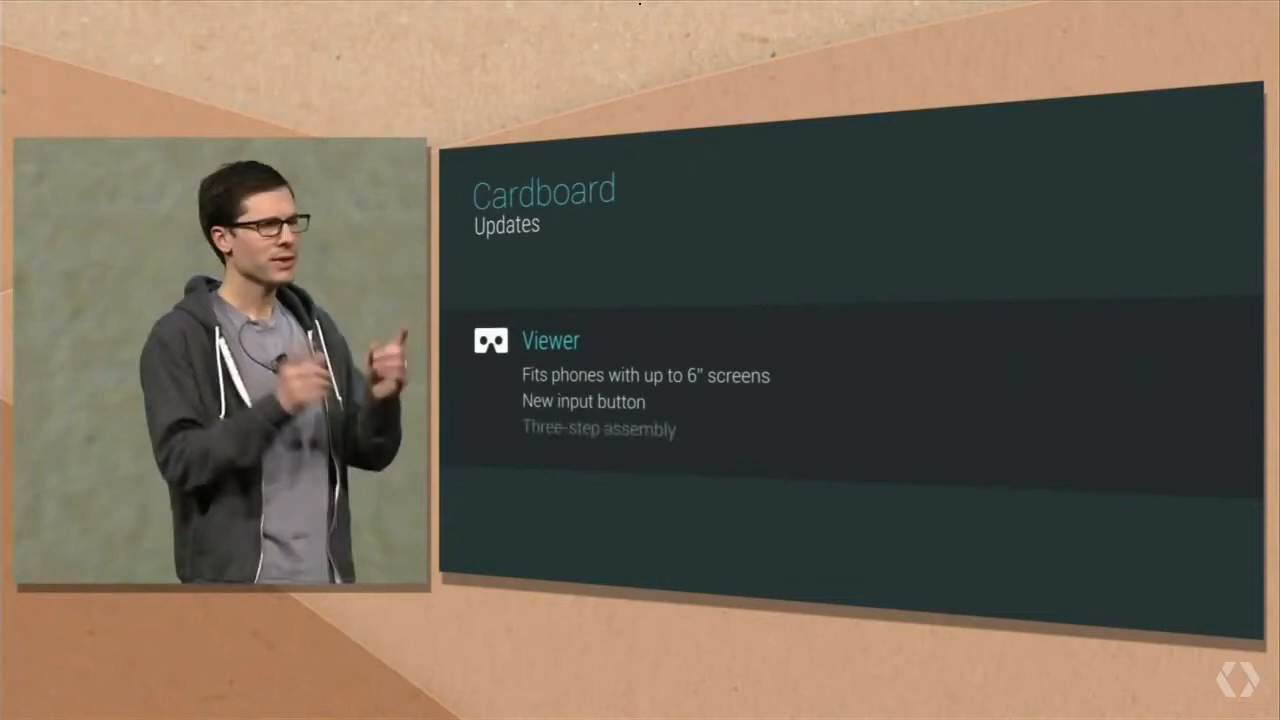 Cardboard
Updates
Viewer
Fits phones with up to 6" screens
New input button
Three-step assembly